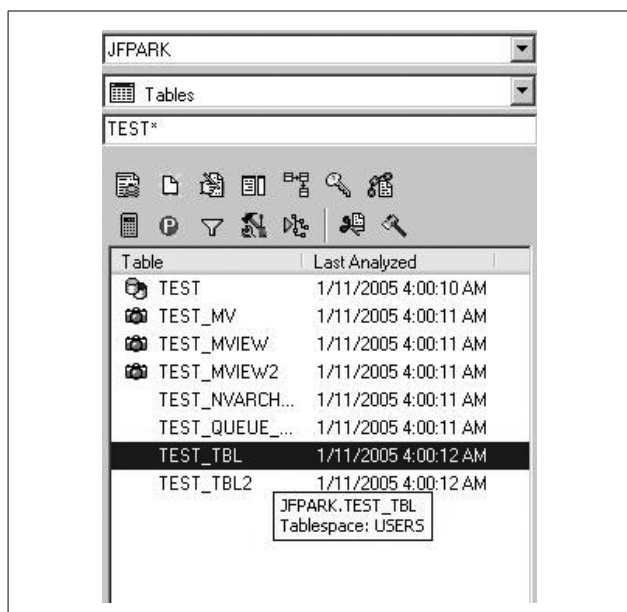 JFPARK
Tables
TEST*
Table Last Analyzed
TEST 1/11/2005 4:00:10 AM
TEST_MV 1/11/2005 4:00:11 AM
TEST_MVIEW 1/11/2005 4:00:11 AM
TEST_MVIEW2 1/11/2005 4:00:11 AM
TEST_NVARCH... 1/11/2005 4:00:11 AM
TEST_QUEUE_... 1/11/2005 4:00:11 AM
TEST_TBL 1/11/2005 4:00:12 AM
TEST_TBL2 1/11/2005 4:00:12 AM
JFPARK.TEST_TBL
Tablespace: USERS